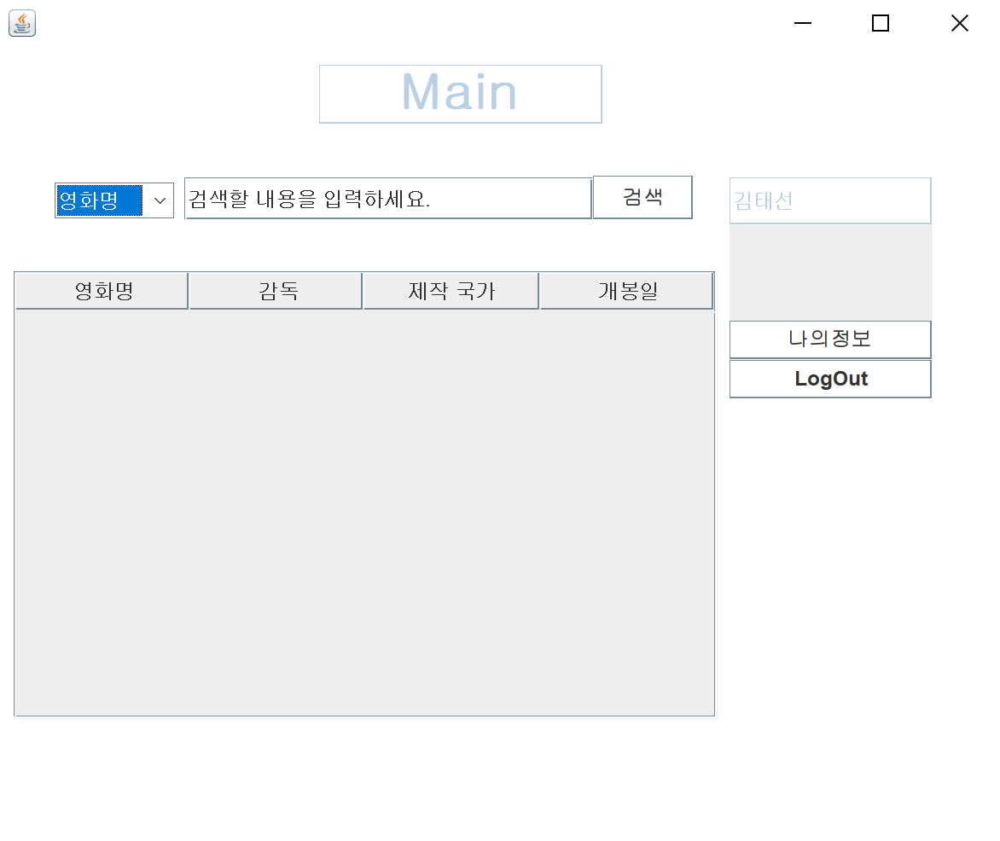 Main
영화명 검색할 내용을 입력하세요. 검색
김태선
영화명 감독 제작 국가 개봉일
나의정보
LogOut